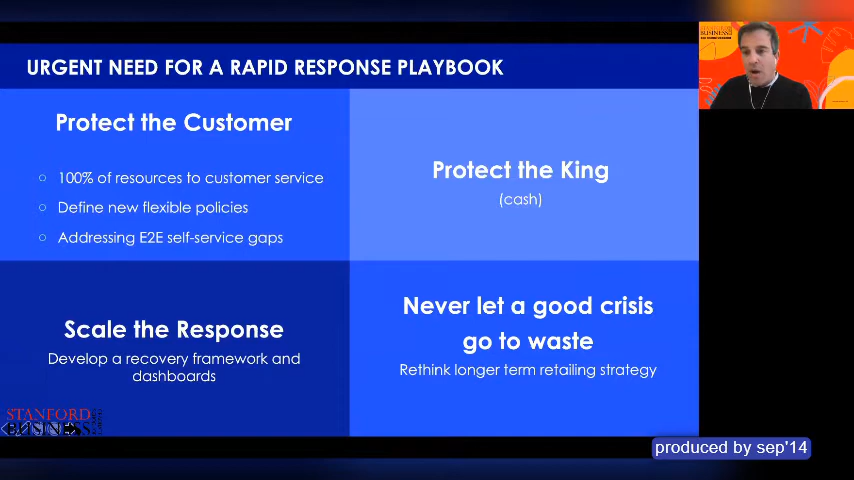 URGENT NEED FOR A RAPID RESPONSE PLAYBOOK
Protect the Customer
100% of resources to customer service
Define new flexible policies
Addressing E2E self-service gaps
Protect the King
(cash)
Scale the Response
Develop a recovery framework and
dashboards
Never let a good crisis
go to waste
Rethink longer term retailing strategy
STANFORD
BUSINESS
BUSINESS
produced by sep'14